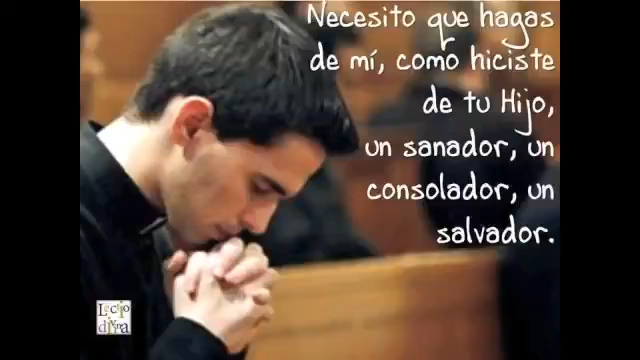 Necesito que hagas
de mí, como hiciste
de tu Hijo,
un sanador, un
consolador, un
salvador.
Lectio
divina